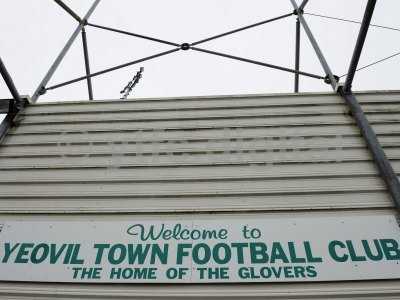 Welcome to
YEOVIL TOWN FOOTBALL CLUB
THE HOME OF THE GLOVERS